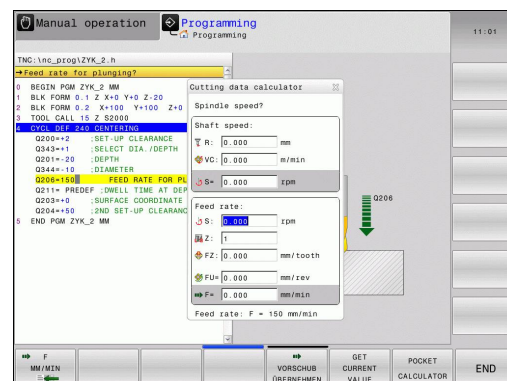 Manual operation
Programming
Programming
11:01
TNC:\nc_prog\ZYK_2.h
→Feed rate for plunging?
0 BEGIN PGM ZYK_2 MM
1 BLK FORM 0.1 Z X+0 Y+0 Z-20
2 BLK FORM 0.2 X+100 Y+100 Z+0
3 TOOL CALL 15 Z S2000
4 CYCL DEF 240 CENTERING
Q200=+2 ;SET-UP CLEARANCE
Q343=+1 ;SELECT DIA./DEPTH
Q201=-20 ;DEPTH
Q344=-10 ;DIAMETER
Q206=150 FEED RATE FOR PL
Q211= PREDEF ;DWELL TIME AT DEP
Q203=+0 ;SURFACE COORDINATE
Q204=+50 ;2ND SET-UP CLEARANC
5 END PGM ZYK_2 MM
Cutting data calculator
Spindle speed?
Shaft speed:
R: 0.000 mm
VC: 0.000 m/min
S= 0.000 rpm
Feed rate:
S: 0.000 rpm
Z: 1
FZ: 0.000 mm/tooth
FU= 0.000 mm/rev
F= 0.000 mm/min
Feed rate: F = 150 mm/min
Q206
F
MM/MIN
VORSCHUB
ÜBERNEHMEN
GET
CURRENT
VALUE
POCKET
CALCULATOR
END